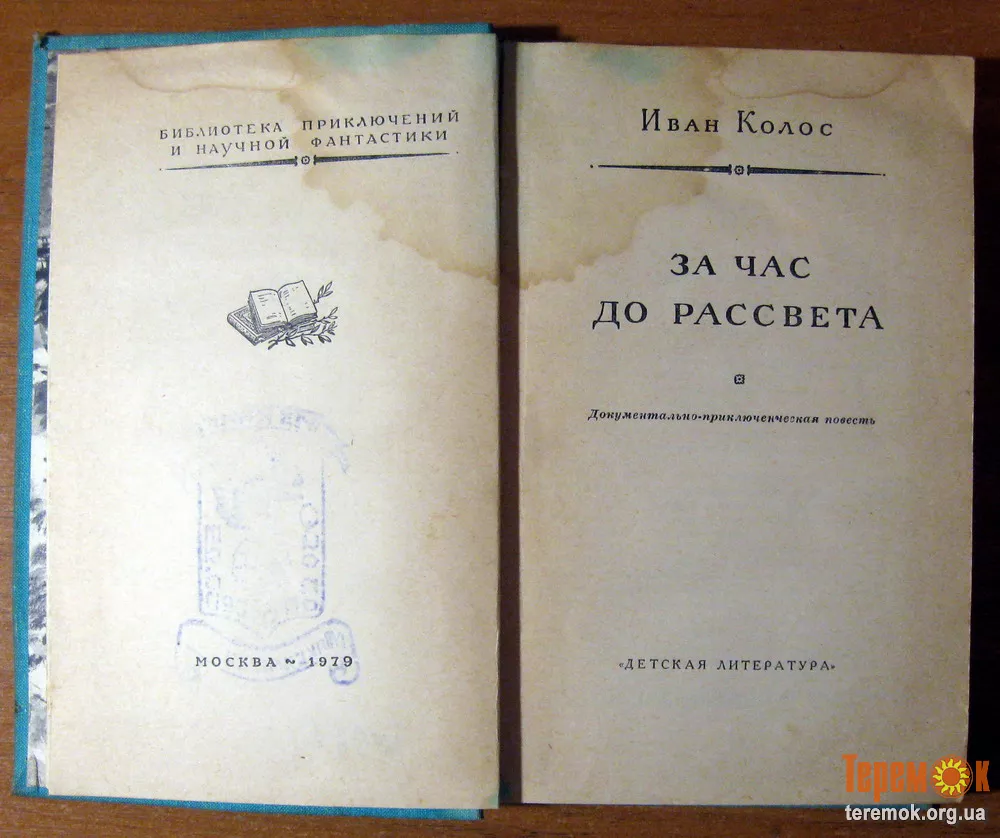 БИБЛИОТЕКА ПРИКЛЮЧЕНИЙ
И НАУЧНОЙ ФАНТАСТИКИ
МОСКВА ~ 1979
ИВАН КОЛОС
ЗА ЧАС
ДО РАССВЕТА
Документально-приключенческая повесть
«ДЕТСКАЯ ЛИТЕРАТУРА»
Теремок
teremok.org.ua